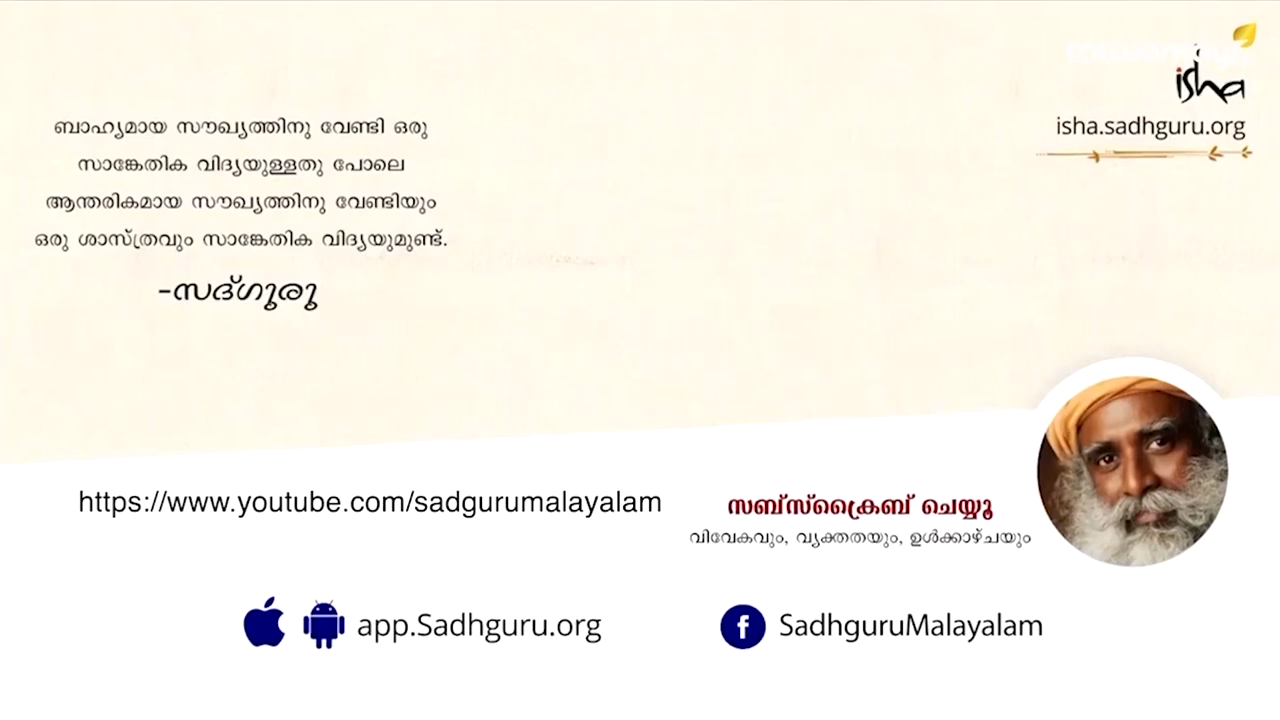 ബാഹ്യമായ സൗഖ്യത്തിനു വേണ്ടി ഒരു
സാങ്കേതിക വിദ്യയുള്ളതു പോലെ
ആന്തരികമായ സൗഖ്യത്തിനു വേണ്ടിയും
ഒരു ശാസ്ത്രവും സാങ്കേതിക വിദ്യയുമുണ്ട്.
-സദ്ഗുരു
isha
isha.sadhguru.org
https://www.youtube.com/sadgurumalayalam
സബ്സ്ക്രൈബ് ചെയ്യൂ
വിവേകവും, വ്യക്തതയും, ഉൾക്കാഴ്ചയും
app.Sadhguru.org
SadhguruMalayalam